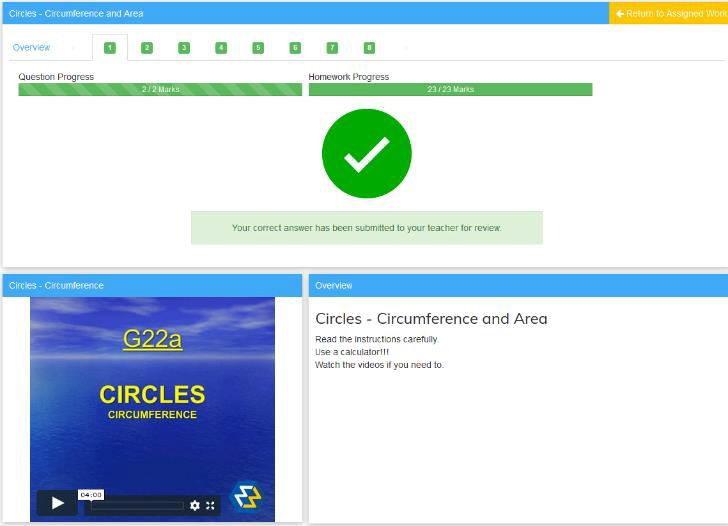 Circles - Circumference and Area
← Return to Assigned Work
Overview 1 2 3 4 5 6 7 8
Question Progress
2 / 2 Marks
Homework Progress
23 / 23 Marks
Your correct answer has been submitted to your teacher for review.
Circles - Circumference
G22a
CIRCLES
CIRCUMFERENCE
04:00
Overview
Circles - Circumference and Area
Read the instructions carefully.
Use a calculator!!!
Watch the videos if you need to.